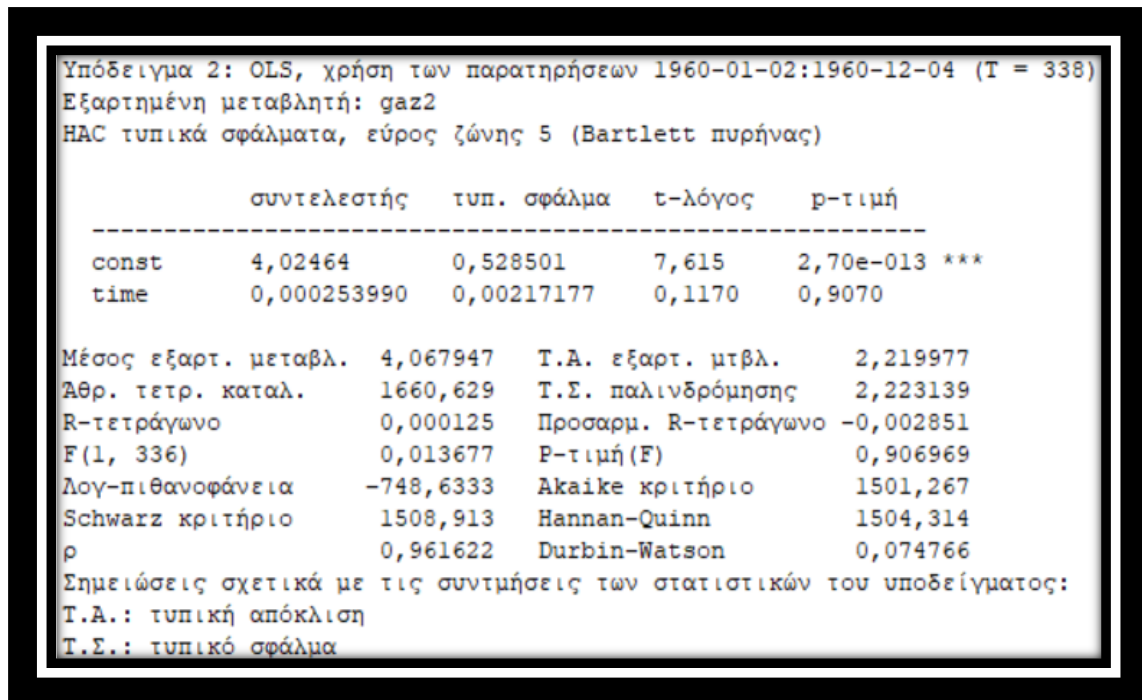 Υπόδειγμα 2: OLS, χρήση των παρατηρήσεων 1960-01-02:1960-12-04 (T = 338)
Εξαρτημένη μεταβλητή: gaz2
HAC τυπικά σφάλματα, εύρος ζώνης 5 (Bartlett πυρήνας)
συντελεστής τυπ. σφάλμα t-λόγος p-τιμή
-----------------------------------------------------------
const 4,02464 0,528501 7,615 2,70e-013 ***
time 0,000253990 0,00217177 0,1170 0,9070
Μέσος εξαρτ. μεταβλ. 4,067947 Τ.Α. εξαρτ. μτβλ. 2,219977
Άθρ. τετρ. καταλ. 1660,629 Τ.Σ. παλινδρόμησης 2,223139
R-τετράγωνο 0,000125 Προσαρμ. R-τετράγωνο -0,002851
F(1, 336) 0,013677 P-τιμή(F) 0,906969
Λογ-πιθανοφάνεια -748,6333 Akaike κριτήριο 1501,267
Schwarz κριτήριο 1508,913 Hannan-Quinn 1504,314
ρ 0,961622 Durbin-Watson 0,074766
Σημειώσεις σχετικά με τις συντμήσεις των στατιστικών του υποδείγματος:
Τ.Α.: τυπική απόκλιση
Τ.Σ.: τυπικό σφάλμα